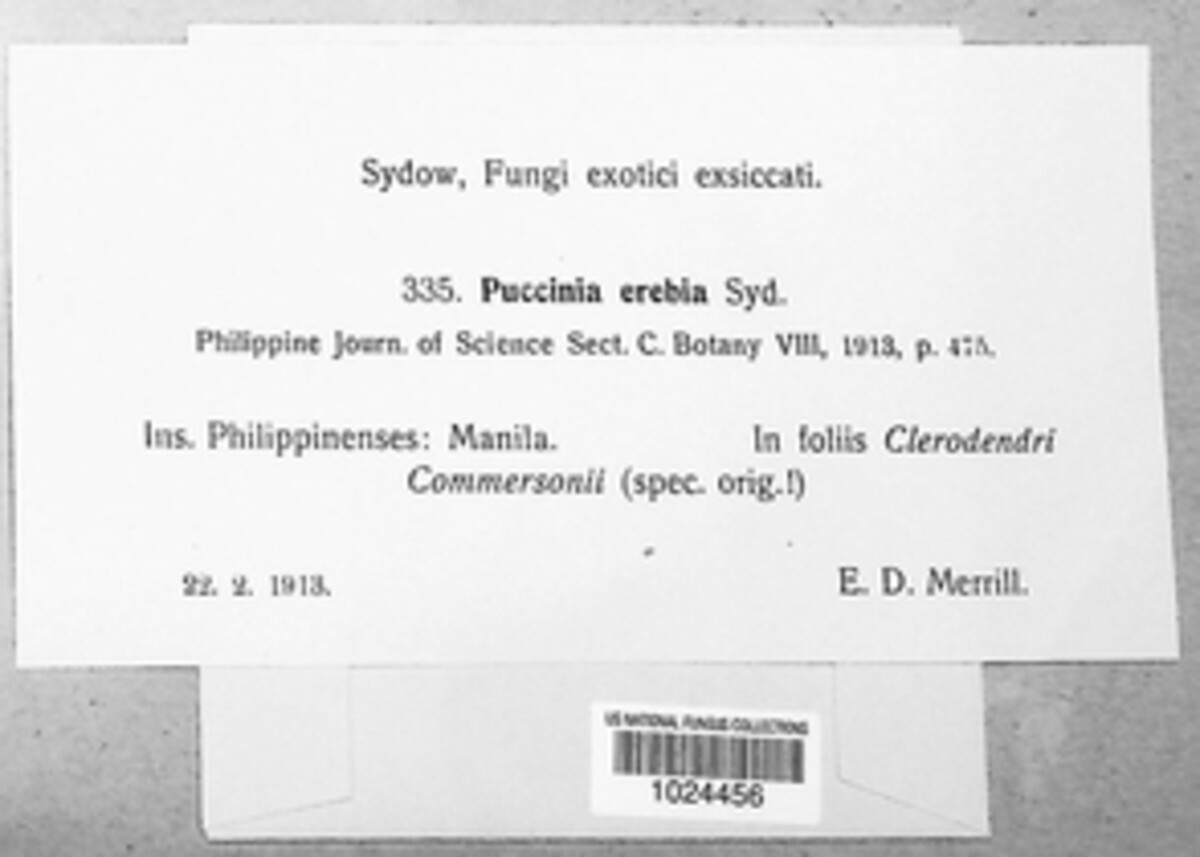 Sydow, Fungi exotici exsiccati.
335. Puccinia erebia Syd.
Philippine Journ. of Science Sect. C. Botany VIII, 1913, p. 475.
Ins. Philippinenses: Manila. In foliis Clerodendri
Commersonii (spec. orig.!)
22. 2. 1913. E. D. Merrill.
US NATIONAL FUNGUS COLLECTIONS
1024456